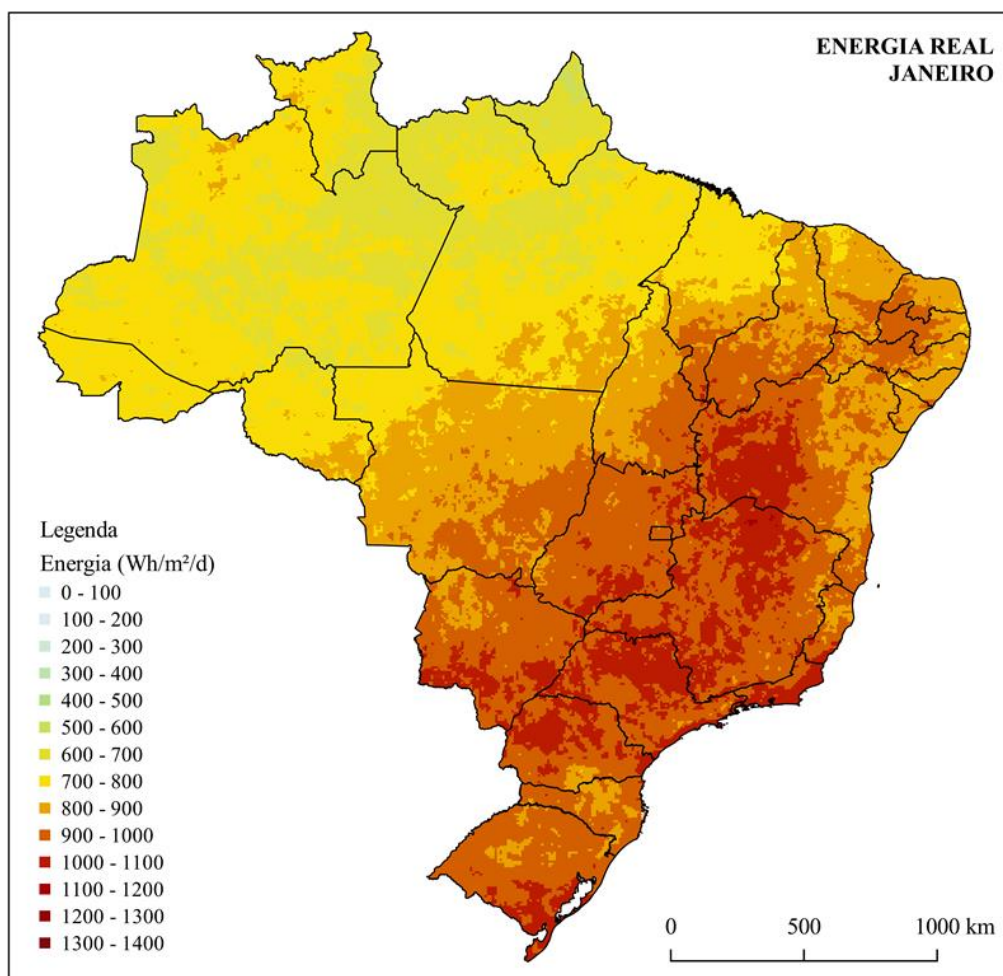 ENERGIA REAL
JANEIRO
Legenda
Energia (Wh/m²/d)
0 - 100
100 - 200
200 - 300
300 - 400
400 - 500
500 - 600
600 - 700
700 - 800
800 - 900
900 - 1000
1000 - 1100
1100 - 1200
1200 - 1300
1300 - 1400
0 500 1000 km